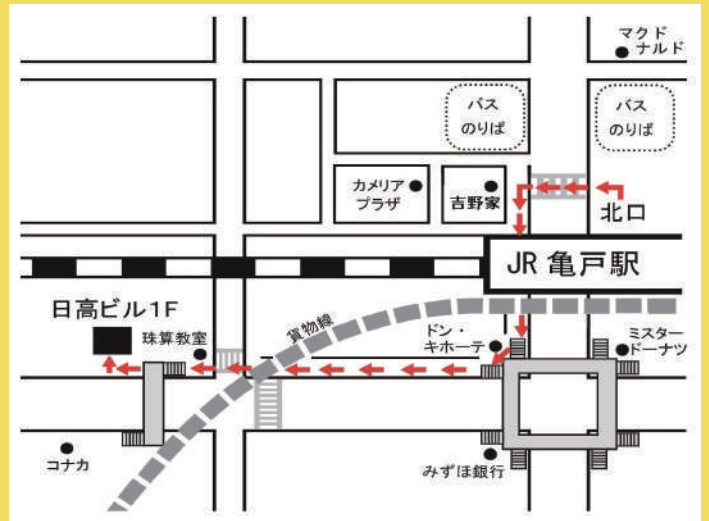 マクド
ナルド
バス
のりば
バス
のりば
カメリア
プラザ
吉野家
北口
JR 亀戸駅
日高ビル1F
珠算教室
貨物線
ドン・
キホーテ
ミスター
ドーナツ
コナカ
みずほ銀行